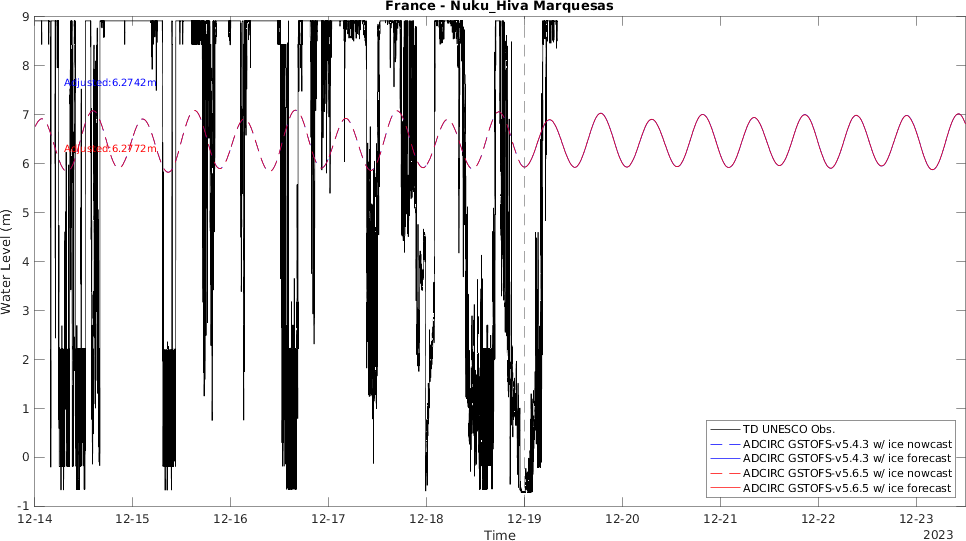 France - Nuku_Hiva Marquesas
9
8
7
6
5
4
3
2
1
0
-1
Water Level (m)
Adjusted:6.2742m
Adjusted:6.2772m
TD UNESCO Obs.
ADCIRC GSTOFS-v5.4.3 w/ ice nowcast
ADCIRC GSTOFS-v5.4.3 w/ ice forecast
ADCIRC GSTOFS-v5.6.5 w/ ice nowcast
ADCIRC GSTOFS-v5.6.5 w/ ice forecast
12-14 12-15 12-16 12-17 12-18 12-19 12-20 12-21 12-22 12-23
Time
2023